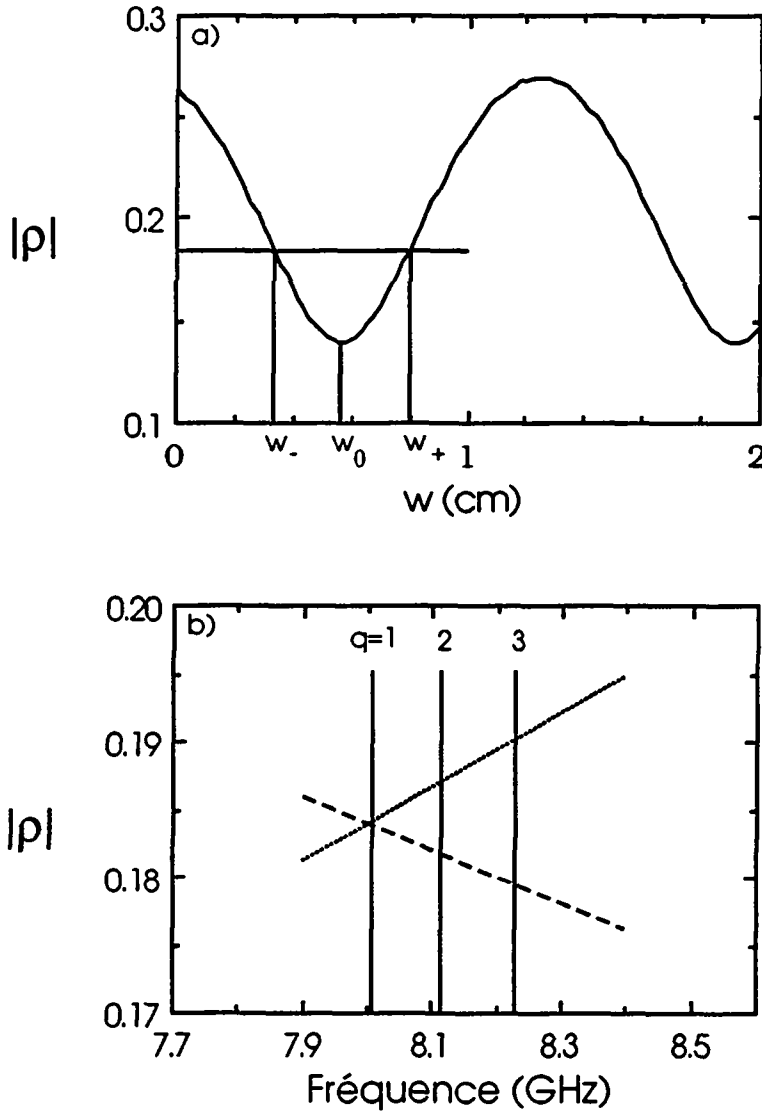 0.3
a)
|ρ|
0.2
0.1
w- w0 w+
0 1 2
w (cm)
0.20
b)
q=1 2 3
0.19
|ρ|
0.18
0.17
7.7 7.9 8.1 8.3 8.5
Fréquence (GHz)